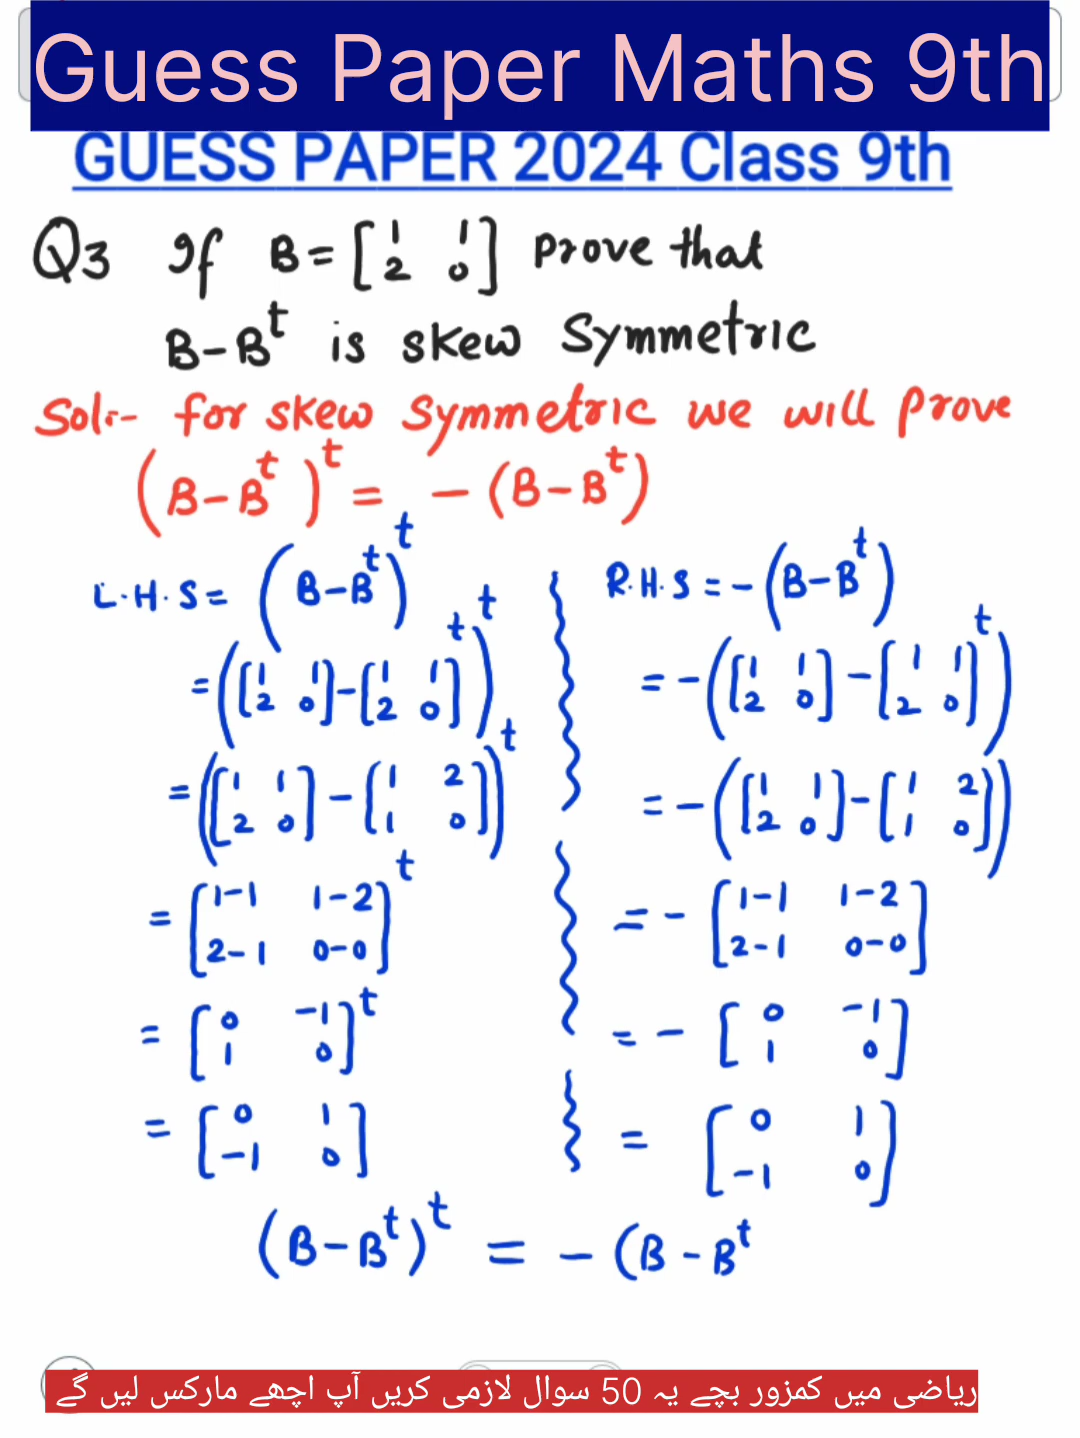 Guess Paper Maths 9th
GUESS PAPER 2024 Class 9th
Q3 If B = [1 1; 2 0] prove that
B-B^t is skew Symmetric
Sol:- for skew symmetric we will prove
(B-B^t)^t = -(B-B^t)
L.H.S = (B-B^t)^t
= ([1 1; 2 0]-[1 1; 2 0]^t)^t
= ([1 1; 2 0]-[1 2; 1 0])^t
= [1-1 1-2; 2-1 0-0]^t
= [0 -1; 1 0]^t
= [0 1; -1 0]
R.H.S = -(B-B^t)
= -([1 1; 2 0]-[1 1; 2 0]^t)
= -([1 1; 2 0]-[1 2; 1 0])
= -[1-1 1-2; 2-1 0-0]
= -[0 -1; 1 0]
= [0 1; -1 0]
(B-B^t)^t = -(B-B^t
ریاضی میں کمزور بچے یہ 50 سوال لازمی کریں آپ اچھے مارکس لیں گے